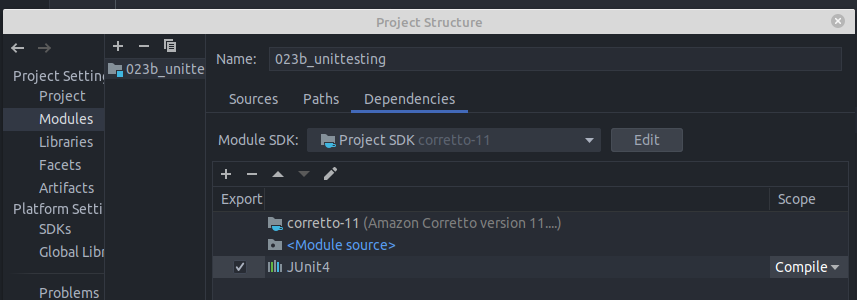 Project Structure
Project Settin
Project
Modules
Libraries
Facets
Artifacts
Platform Setti
SDKs
Global Libr
Problems
023b_unitte
Name: 023b_unittesting
Sources Paths Dependencies
Module SDK: Project SDK corretto-11 Edit
Export Scope
corretto-11 (Amazon Corretto version 11....)
<Module source>
JUnit4 Compile